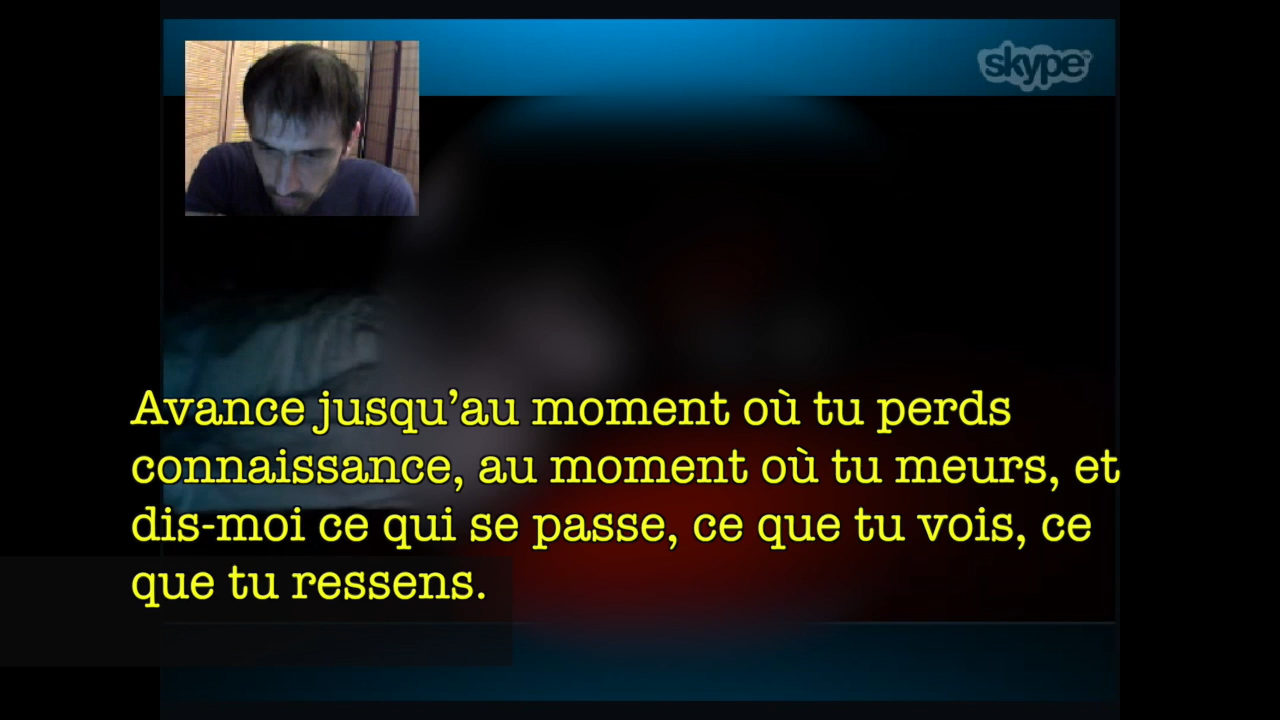 skype
Avance jusqu'au moment où tu perds
connaissance, au moment où tu meurs, et
dis-moi ce qui se passe, ce que tu vois, ce
que tu ressens.